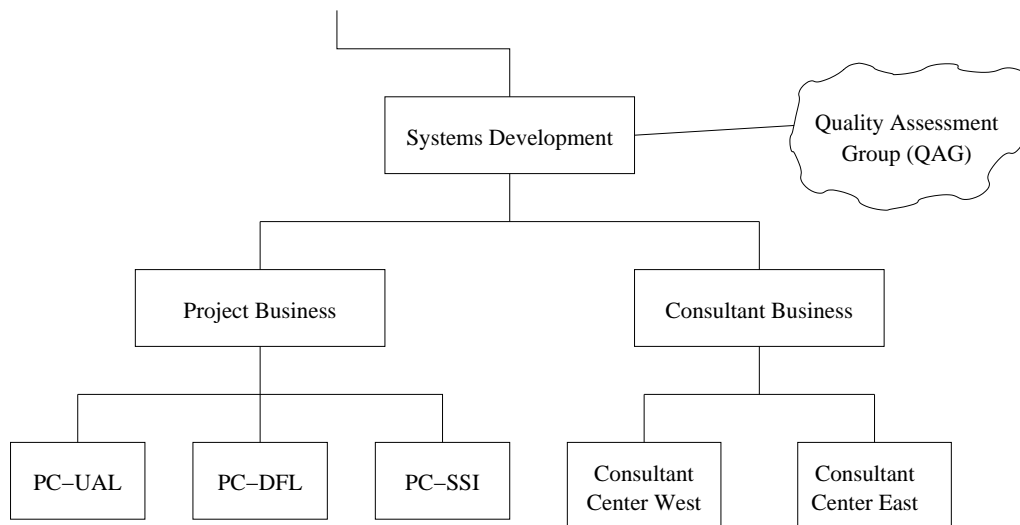 Systems Development
Quality Assessment
Group (QAG)
Project Business
Consultant Business
PC−UAL
PC−DFL
PC−SSI
Consultant
Center West
Consultant
Center East